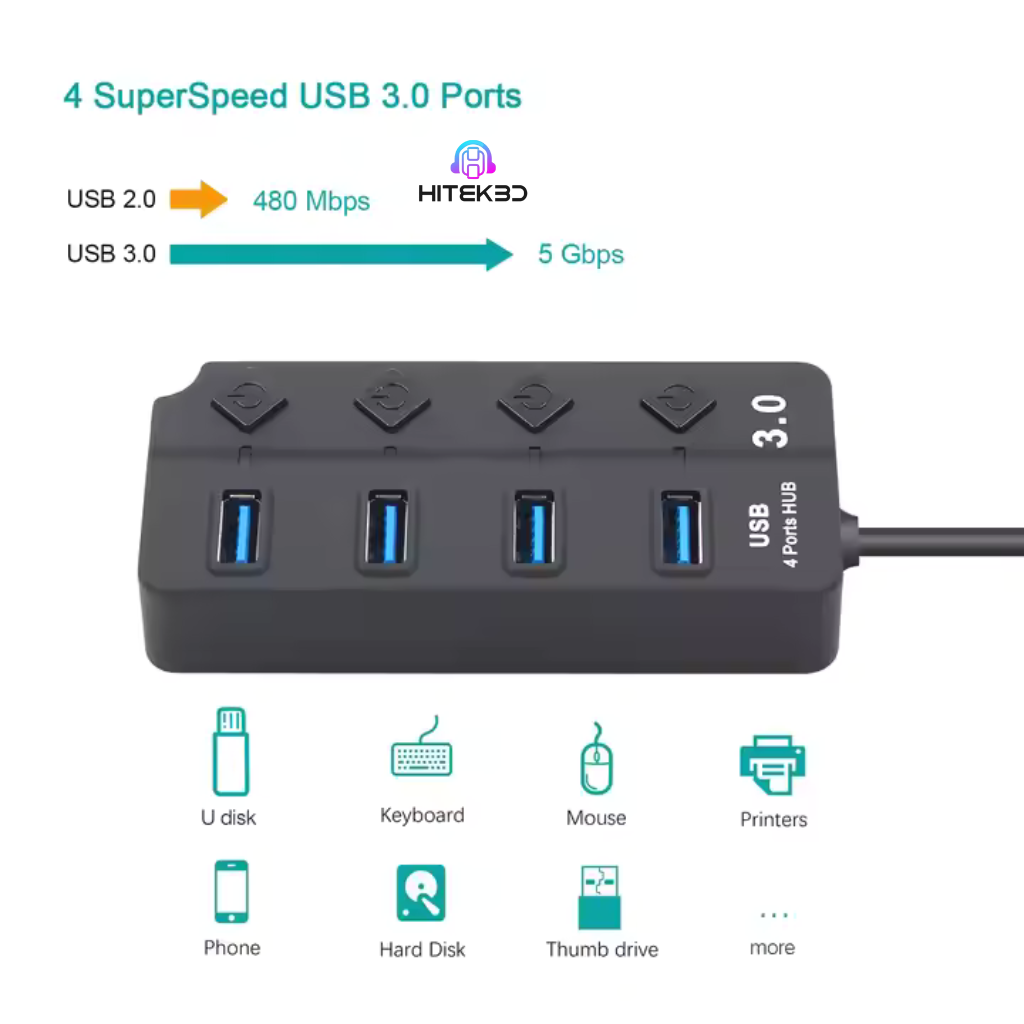 4 SuperSpeed USB 3.0 Ports
USB 2.0 480 Mbps
HITEK3D
USB 3.0 5 Gbps
USB 3.0
4 Ports HUB
U disk
Keyboard
Mouse
Printers
Phone
Hard Disk
Thumb drive
more